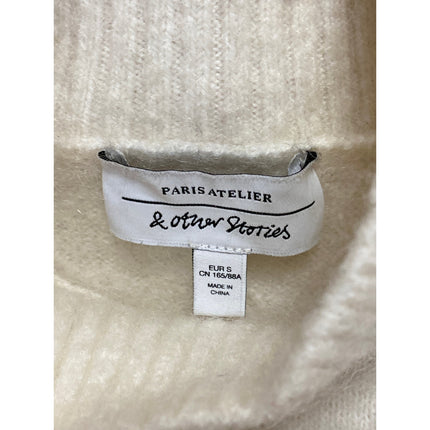 PARIS ATELIER
& other Stories
EUR S
CN 165/88A
MADE IN
CHINA